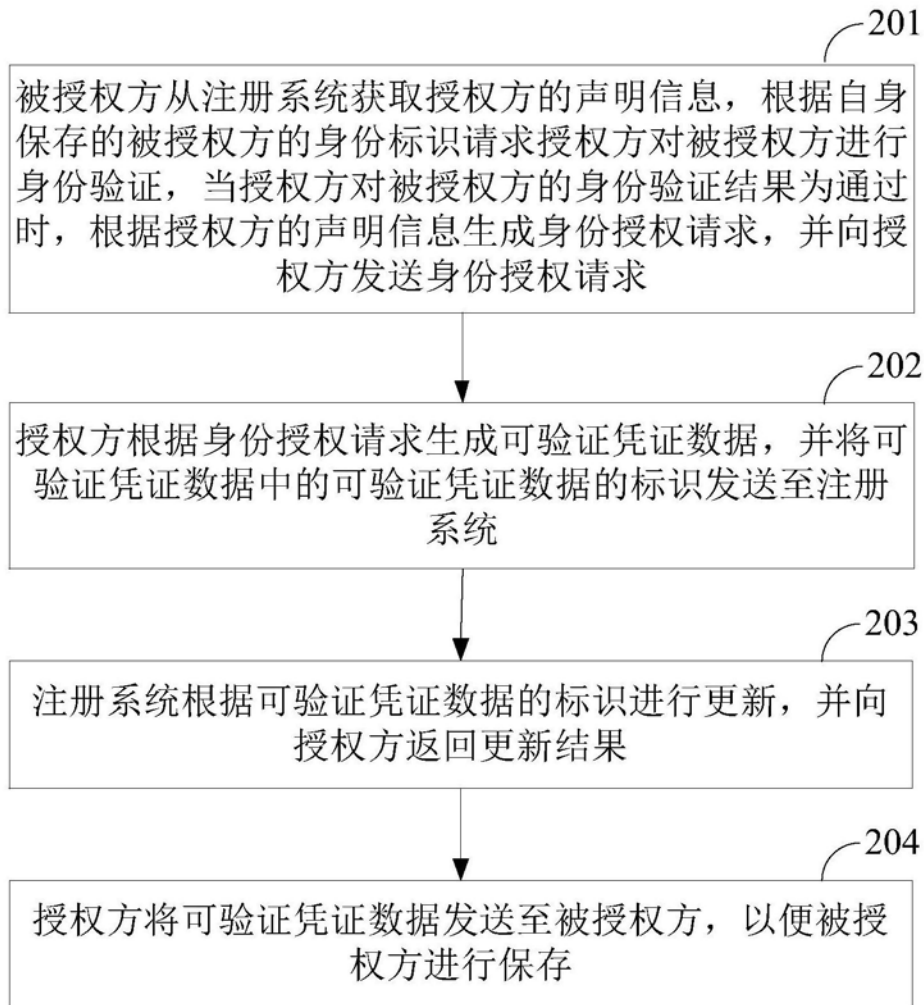 201
被授权方从注册系统获取授权方的声明信息，根据自身
保存的被授权方的身份标识请求授权方对被授权方进行
身份验证，当授权方对被授权方的身份验证结果为通过
时，根据授权方的声明信息生成身份授权请求，并向授
权方发送身份授权请求
202
授权方根据身份授权请求生成可验证凭证数据，并将可
验证凭证数据中的可验证凭证数据的标识发送至注册
系统
203
注册系统根据可验证凭证数据的标识进行更新，并向
授权方返回更新结果
204
授权方将可验证凭证数据发送至被授权方，以便被授
权方进行保存